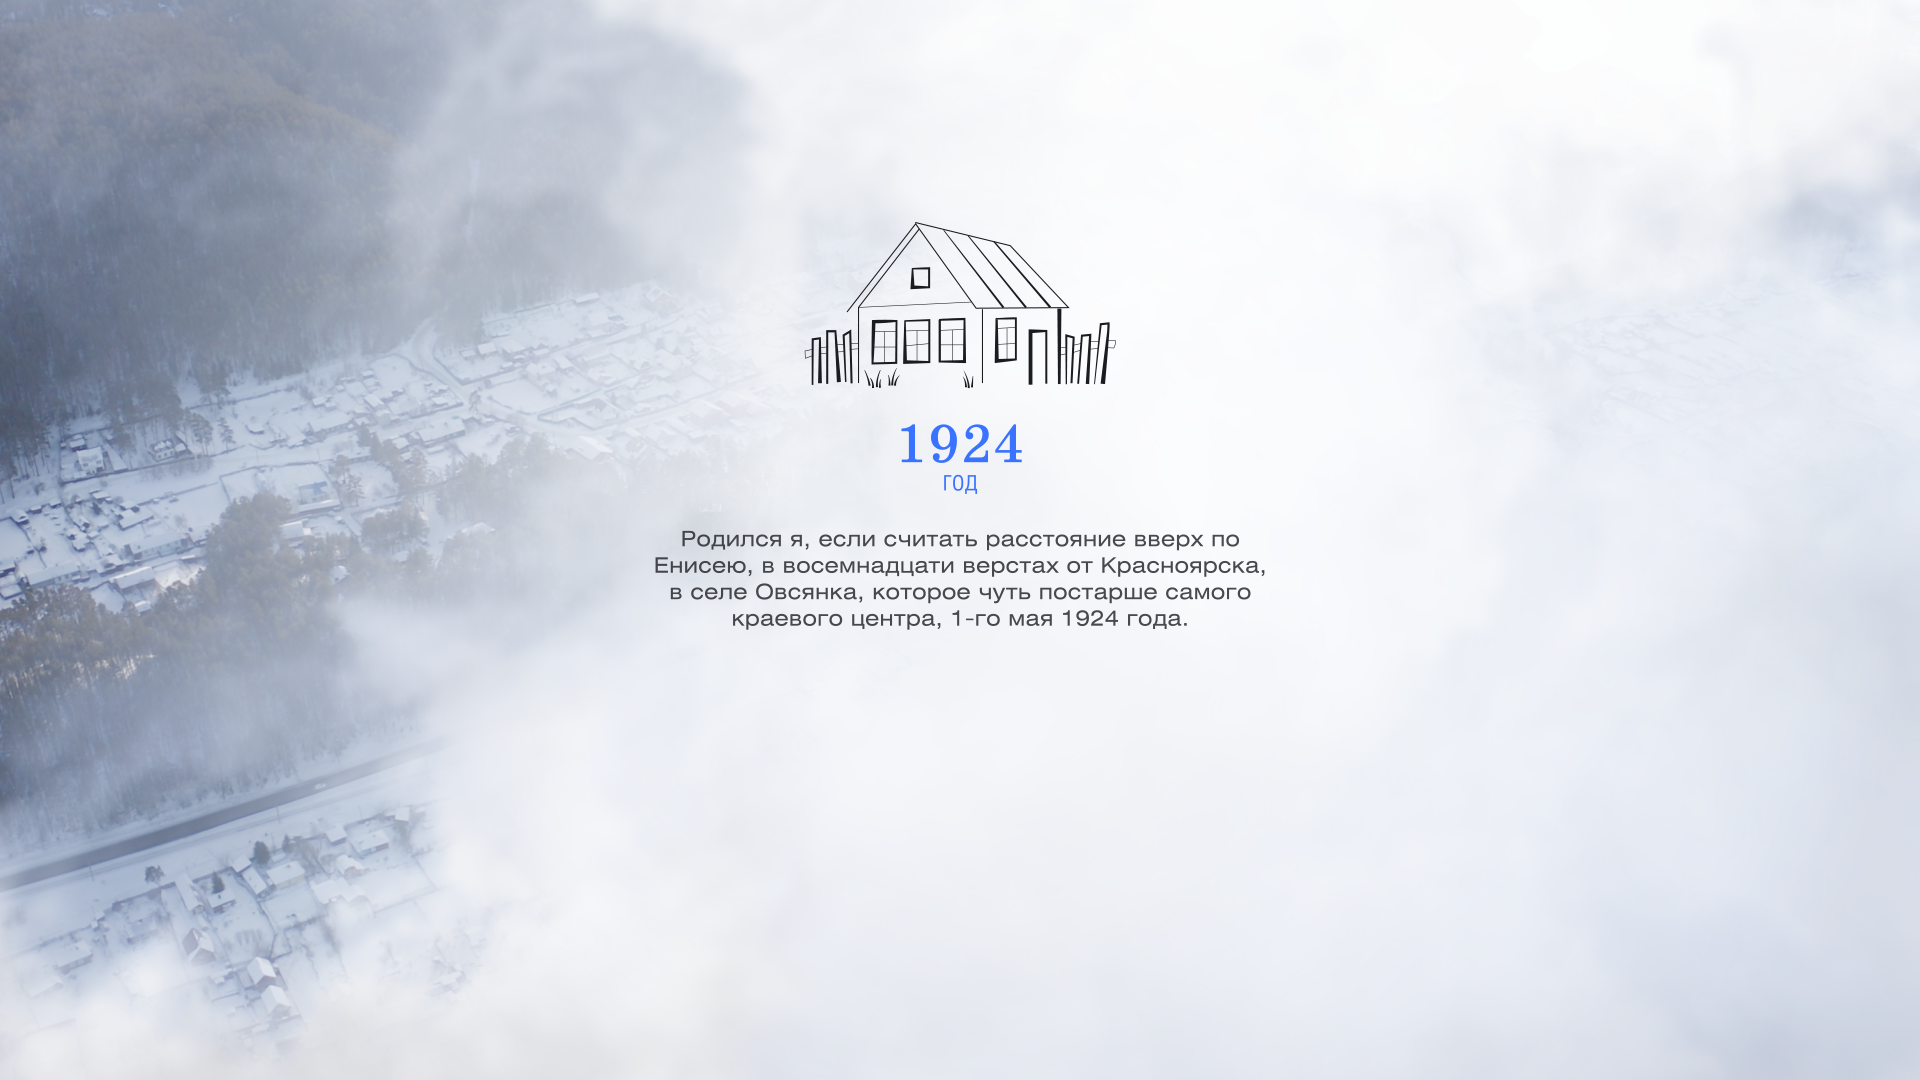 1924
ГОД
Родился я, если считать расстояние вверх по
Енисею, в восемнадцати верстах от Красноярска,
в селе Овсянка, которое чуть постарше самого
краевого центра, 1-го мая 1924 года.